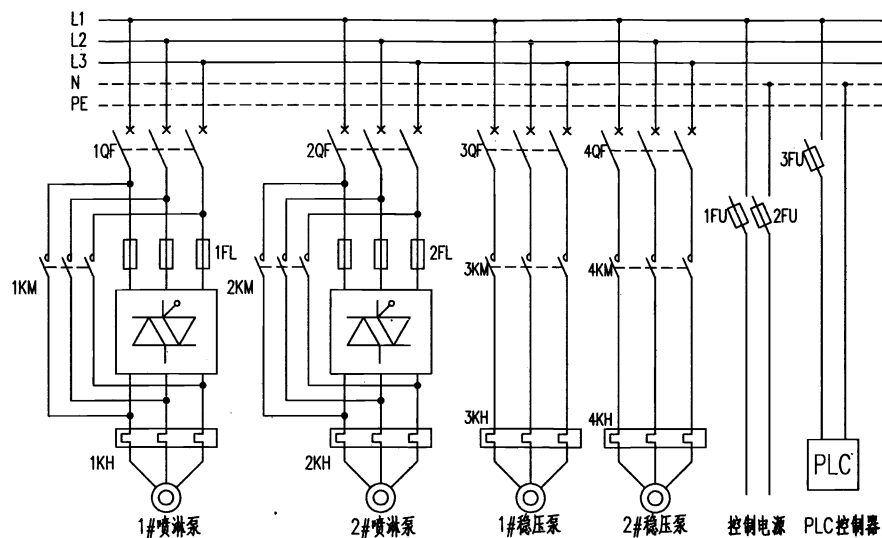 L1
L2
L3
N
PE
1QF
2QF
3QF
4QF
3FU
1FU
2FU
1FL
2FL
1KM
2KM
3KM
4KM
3KH
4KH
1KH
2KH
PLC
1#喷淋泵
2#喷淋泵
1#稳压泵
2#稳压泵
控制电源
PLC控制器